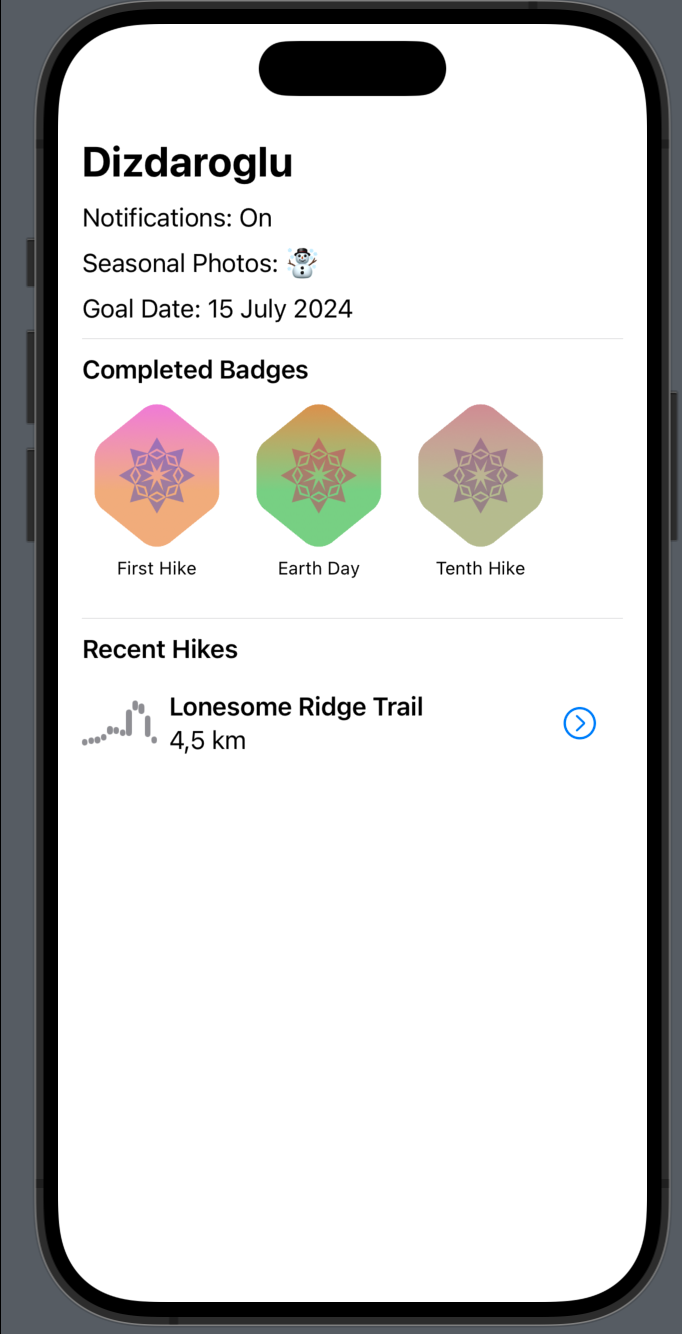 Dizdaroglu
Notifications: On
Seasonal Photos: ☃️
Goal Date: 15 July 2024
Completed Badges
First Hike
Earth Day
Tenth Hike
Recent Hikes
Lonesome Ridge Trail
4,5 km